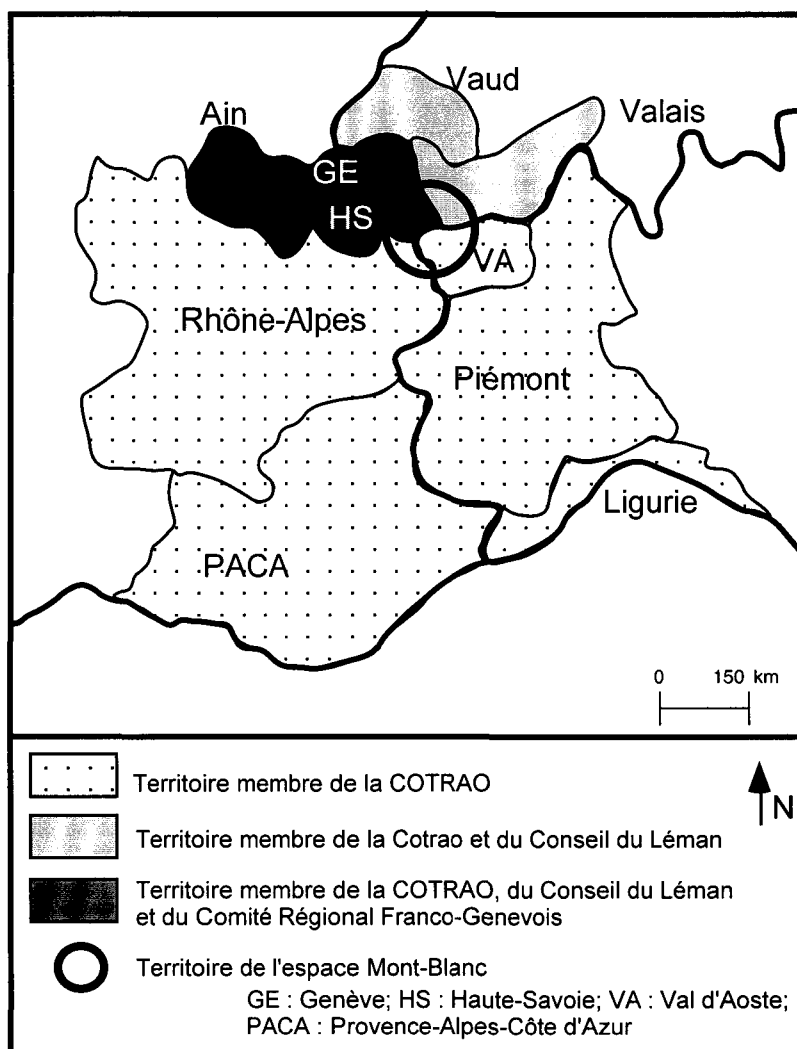 Vaud
Ain
Valais
GE
HS
VA
Rhône-Alpes
Piémont
Ligurie
PACA
0 150 km
Territoire membre de la COTRAO
N
Territoire membre de la Cotrao et du Conseil du Léman
Territoire membre de la COTRAO, du Conseil du Léman
et du Comité Régional Franco-Genevois
Territoire de l'espace Mont-Blanc
GE : Genève; HS : Haute-Savoie; VA : Val d'Aoste;
PACA : Provence-Alpes-Côte d'Azur